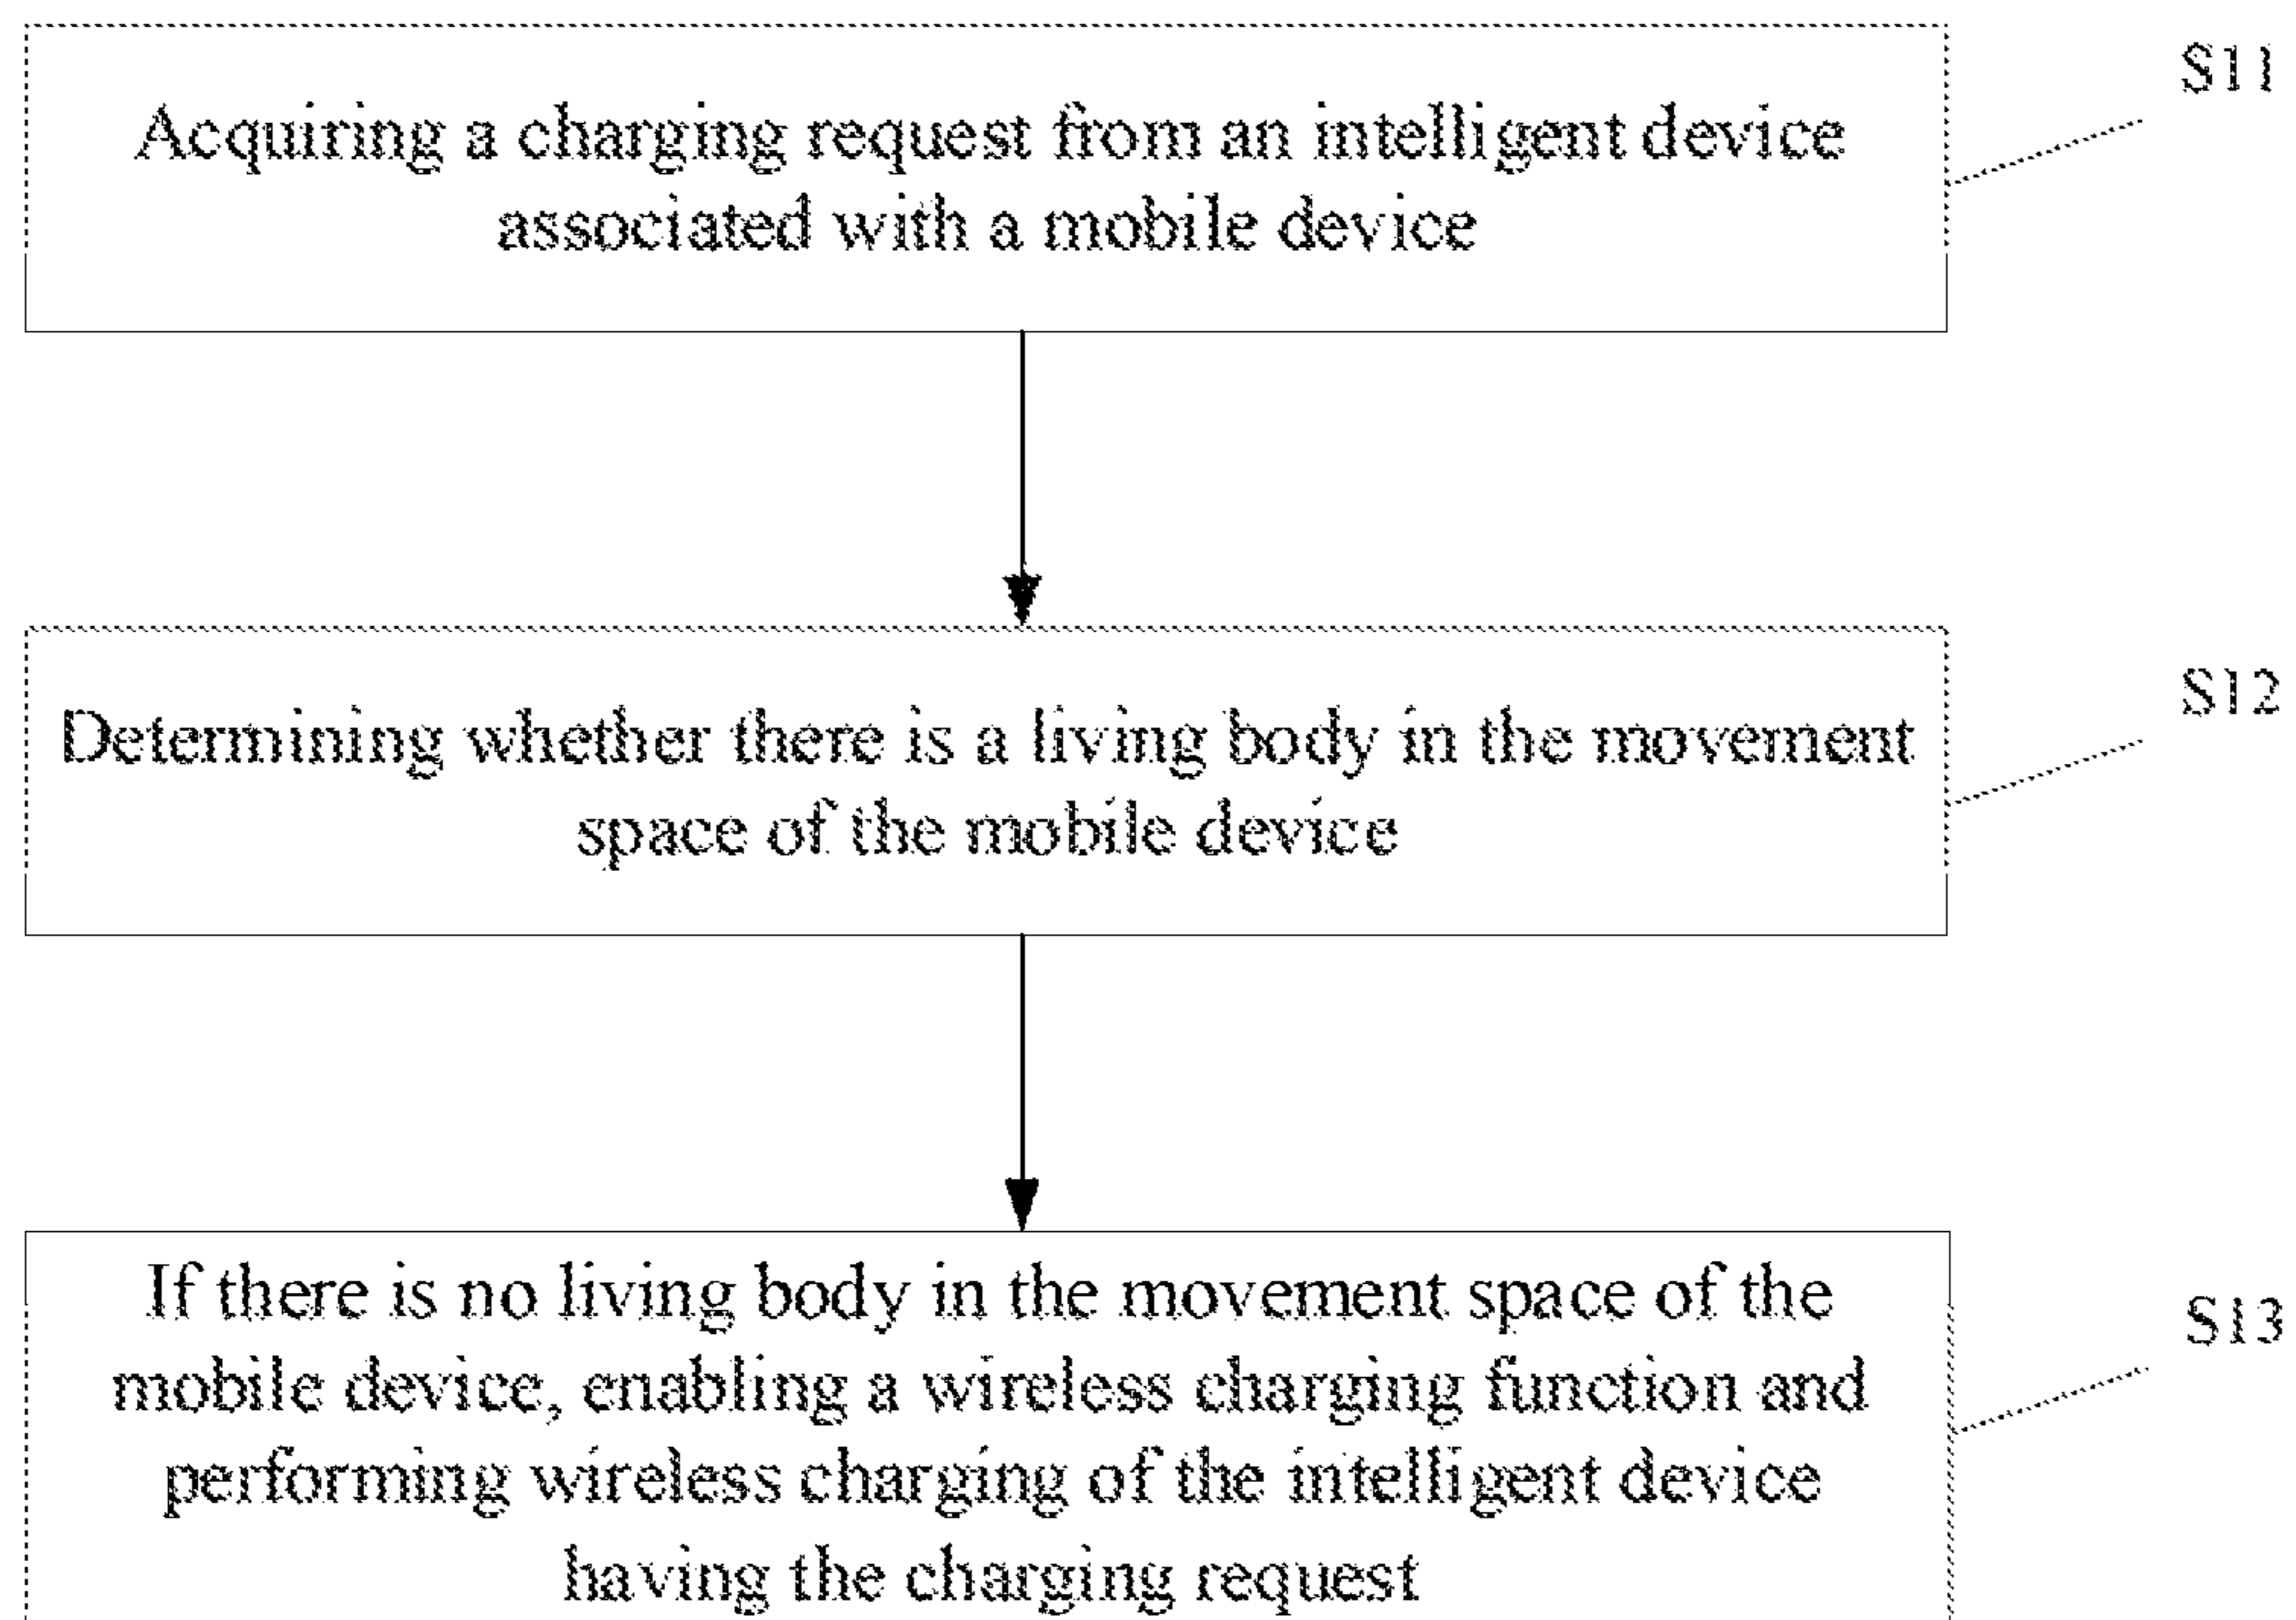 S11
Acquiring a charging request from an intelligent device
associated with a mobile device
S12
Determining whether there is a living body in the movement
space of the mobile device
S13
If there is no living body in the movement space of the
mobile device, enabling a wireless charging function and
performing wireless charging of the intelligent device
having the charging request